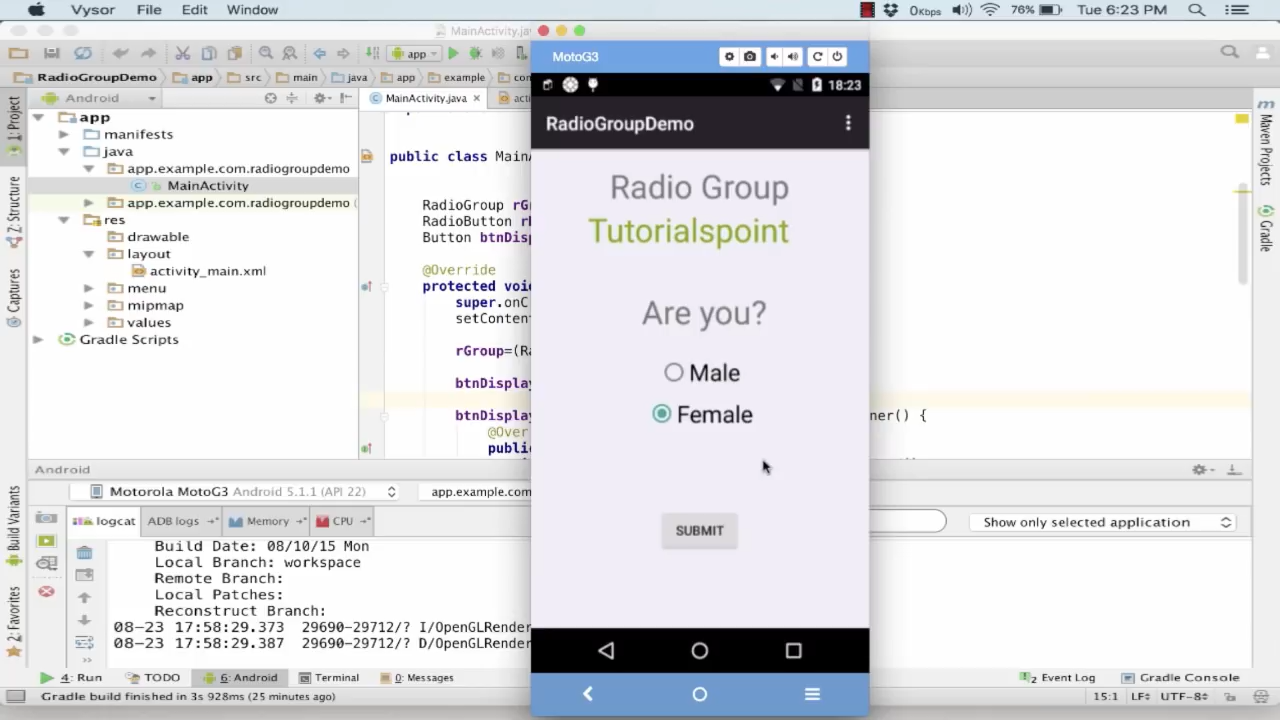 Vysor File Edit Window 0Kbps 76% Tue 6:23 PM
MainActivity.ja
MotoG3
app
RadioGroupDemo app src main java app example
18:23
Android
MainActivity.java
RadioGroupDemo
1: Project
Z: Structure
Captures
Build Variants
2: Favorites
Maven Projects
Gradle
app
manifests
java
app.example.com.radiogroupdemo
MainActivity
app.example.com.radiogroupdemo (
res
drawable
layout
activity_main.xml
menu
mipmap
values
Gradle Scripts
public class MainA
RadioGroup rG
RadioButton r
Button btnDis
@Override
protected voi
super.onC
setConten
rGroup=(Ra
btnDisplay
btnDisplay
ner() {
@Over
publi
Radio Group
Tutorialspoint
Are you?
Male
Female
SUBMIT
Android
Motorola MotoG3 Android 5.1.1 (API 22)
app.example.com
logcat ADB logs Memory CPU
Show only selected application
Build Date: 08/10/15 Mon
Local Branch: workspace
Remote Branch:
Local Patches:
Reconstruct Branch:
08-23 17:58:29.373 29690-29712/? I/OpenGLRender
08-23 17:58:29.387 29690-29712/? D/OpenGLRender
4: Run TODO 6: Android Terminal 0: Messages
2 Event Log Gradle Console
Gradle build finished in 3s 928ms (25 minutes ago)
15:1 LF UTF-8